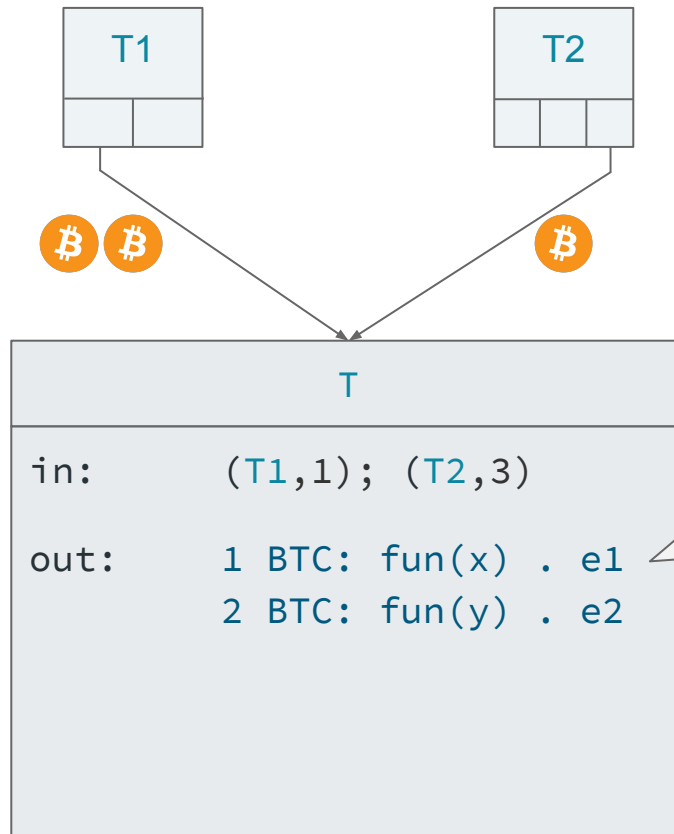 T1
T2
T
in: (T1,1); (T2,3)
out: 1 BTC: fun(x) . e1
2 BTC: fun(y) . e2